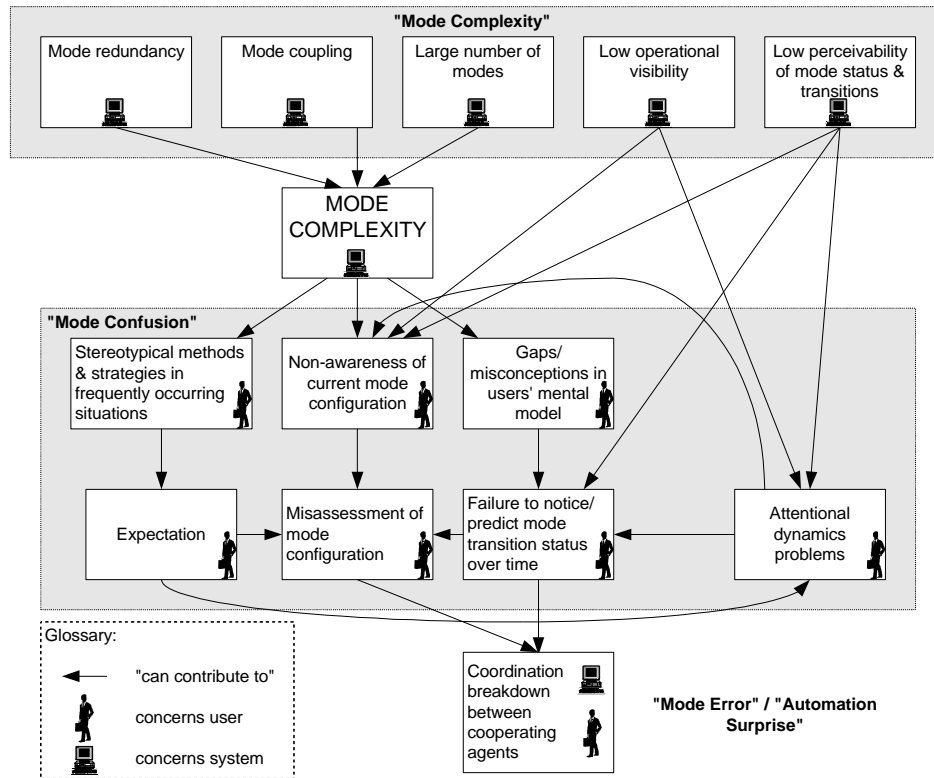 "Mode Complexity"
Mode redundancy
Mode coupling
Large number of
modes
Low operational
visibility
Low perceivability
of mode status &
transitions
MODE
COMPLEXITY
"Mode Confusion"
Stereotypical methods
& strategies in
frequently occurring
situations
Non-awareness of
current mode
configuration
Gaps/
misconceptions in
users' mental
model
Expectation
Misassessment of
mode
configuration
Failure to notice/
predict mode
transition status
over time
Attentional
dynamics
problems
Glossary:
"can contribute to"
concerns user
concerns system
Coordination
breakdown
between
cooperating
agents
"Mode Error" / "Automation
Surprise"